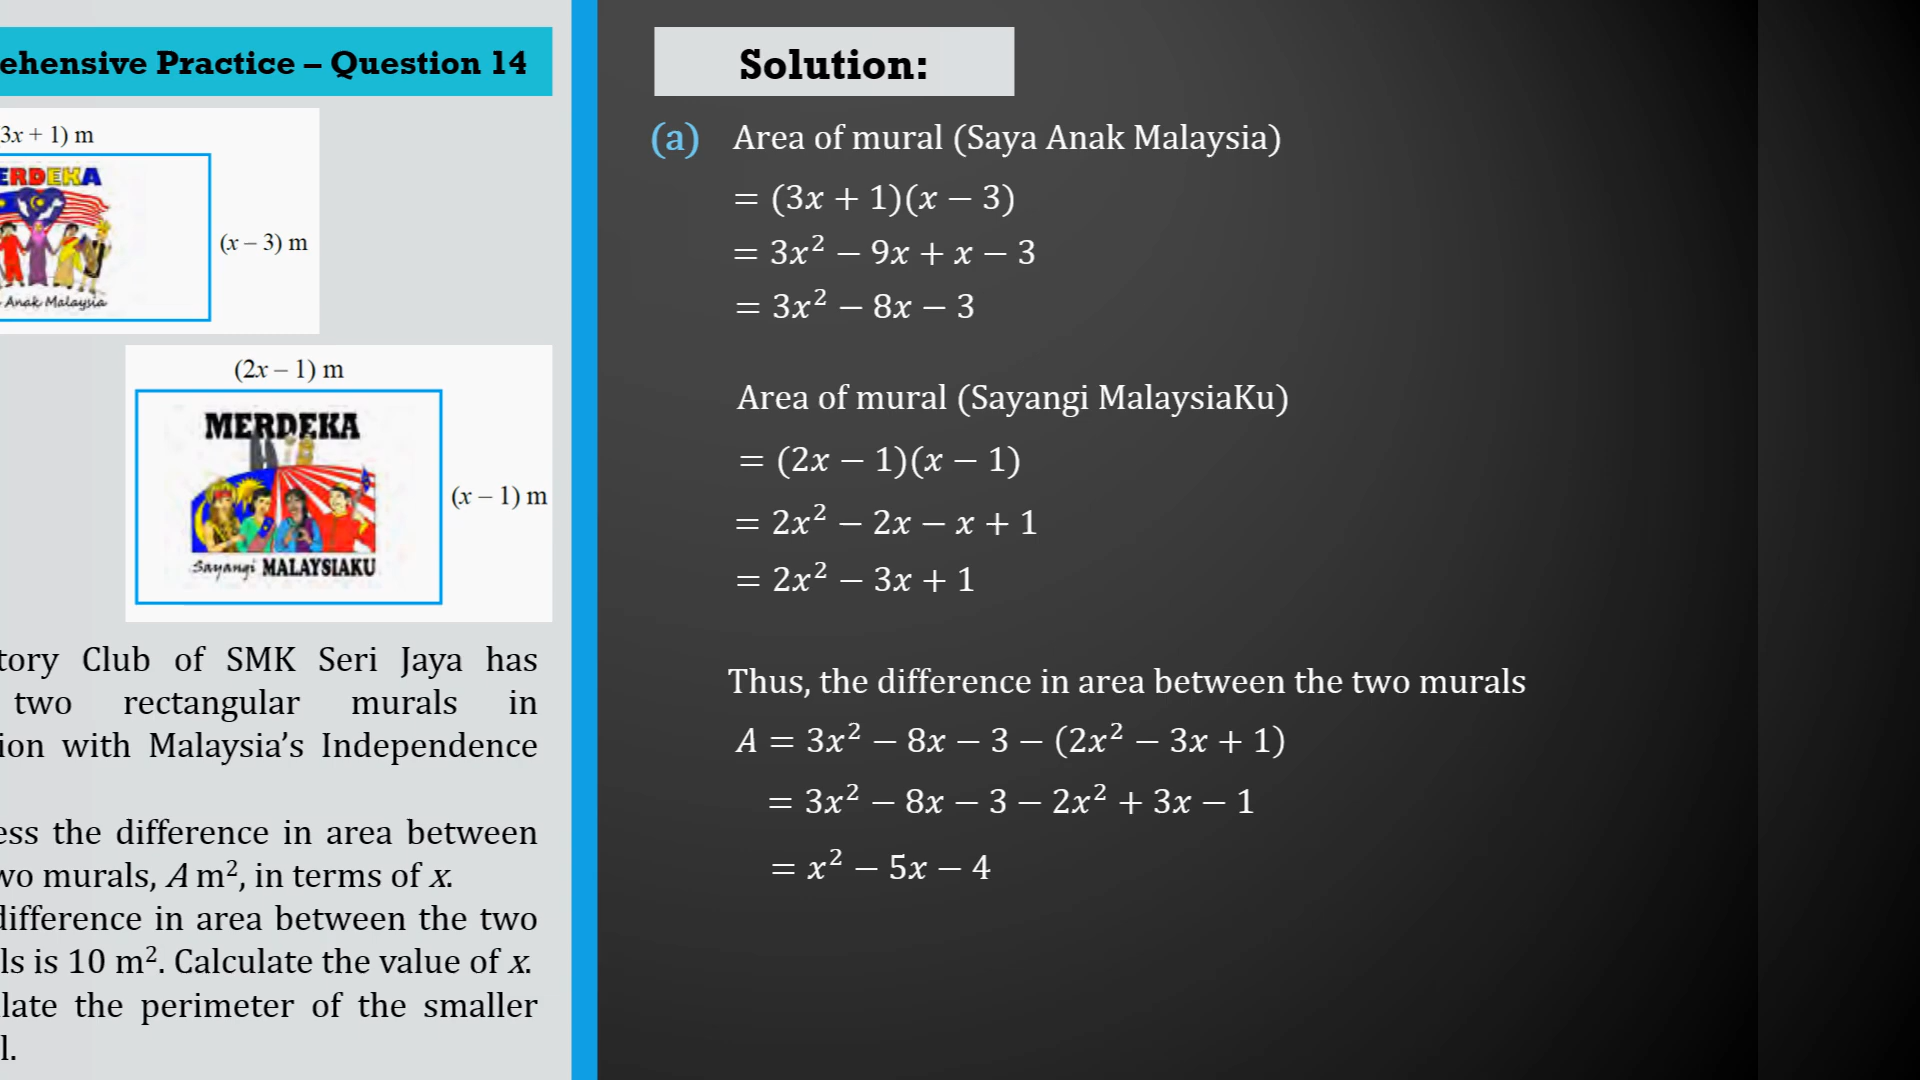 ehensive Practice – Question 14
3x + 1) m
ERDEKA
(x – 3) m
Anak Malaysia
(2x – 1) m
MERDEKA
(x – 1) m
Sayangi MALAYSIAKU
tory Club of SMK Seri Jaya has
two rectangular murals in
ion with Malaysia’s Independence
ess the difference in area between
wo murals, A m², in terms of x.
difference in area between the two
ls is 10 m². Calculate the value of x.
late the perimeter of the smaller
l.
Solution:
(a) Area of mural (Saya Anak Malaysia)
= (3x + 1)(x − 3)
= 3x² − 9x + x − 3
= 3x² − 8x − 3
Area of mural (Sayangi MalaysiaKu)
= (2x − 1)(x − 1)
= 2x² − 2x − x + 1
= 2x² − 3x + 1
Thus, the difference in area between the two murals
A = 3x² − 8x − 3 − (2x² − 3x + 1)
= 3x² − 8x − 3 − 2x² + 3x − 1
= x² − 5x − 4